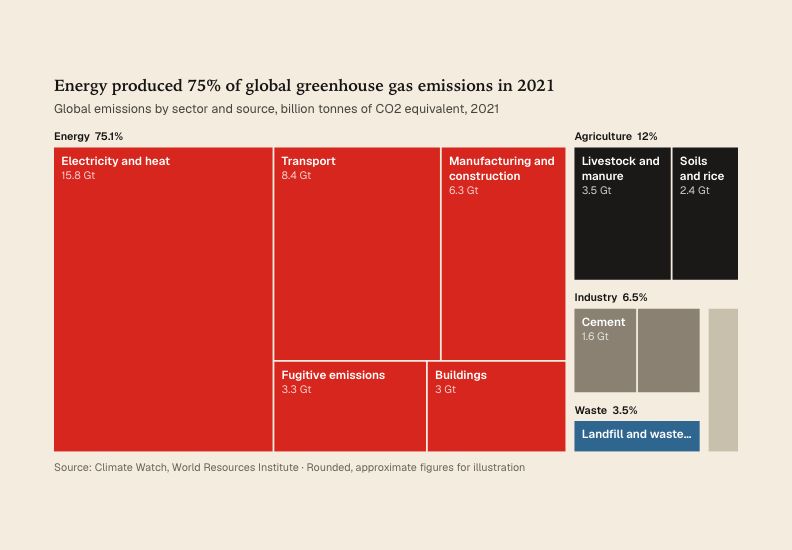 Energy produced 75% of global greenhouse gas emissions in 2021
Global emissions by sector and source, billion tonnes of CO2 equivalent, 2021
Energy 75.1%
Electricity and heat
15.8 Gt
Transport
8.4 Gt
Manufacturing and
construction
6.3 Gt
Fugitive emissions
3.3 Gt
Buildings
3 Gt
Agriculture 12%
Livestock and
manure
3.5 Gt
Soils
and rice
2.4 Gt
Industry 6.5%
Cement
1.6 Gt
Waste 3.5%
Landfill and waste…
Source: Climate Watch, World Resources Institute · Rounded, approximate figures for illustration